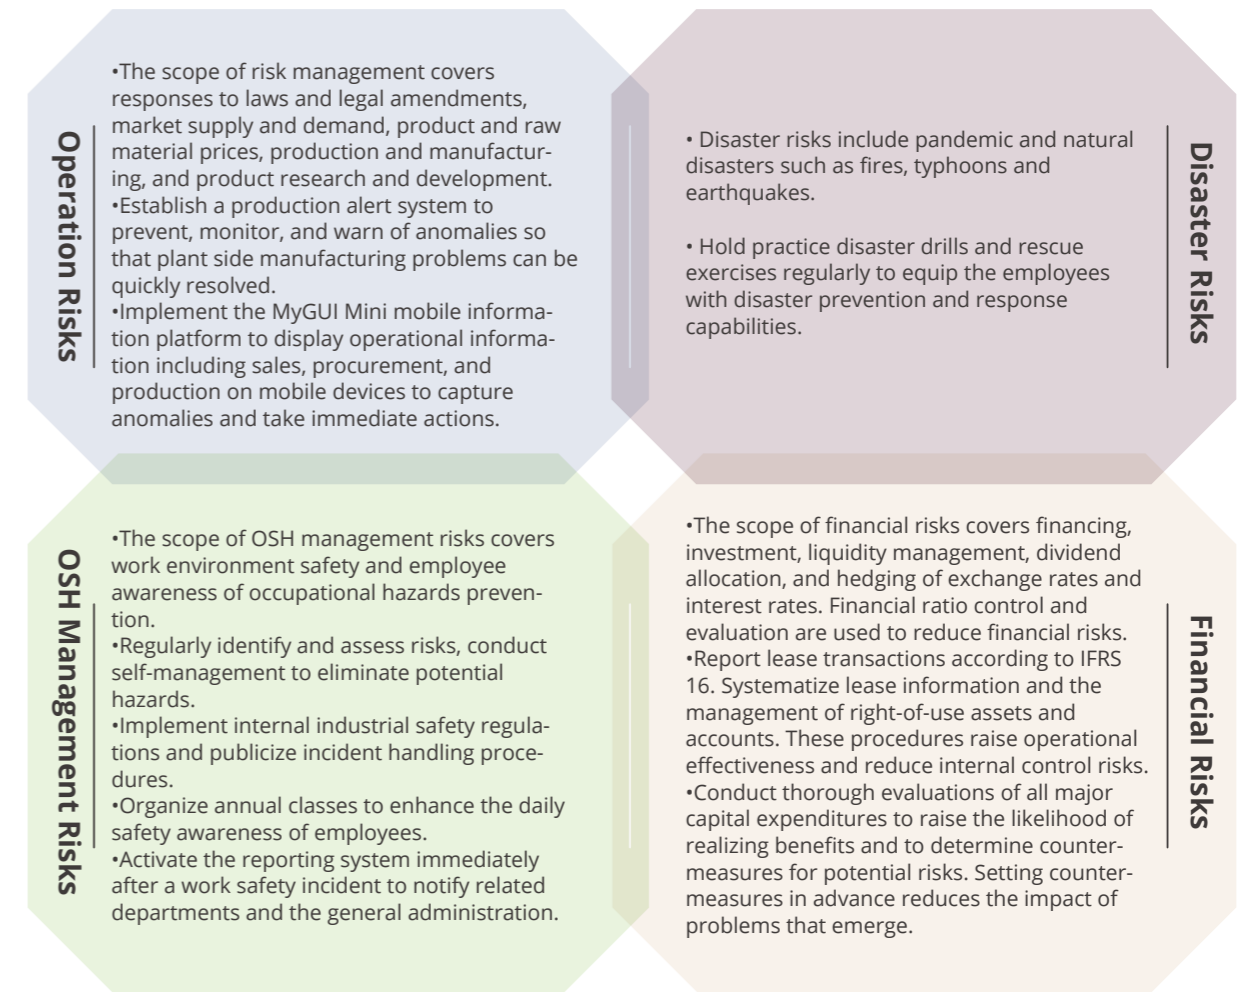 Operation Risks
•The scope of risk management covers
responses to laws and legal amendments,
market supply and demand, product and raw
material prices, production and manufactur-
ing, and product research and development.
•Establish a production alert system to
prevent, monitor, and warn of anomalies so
that plant side manufacturing problems can be
quickly resolved.
•Implement the MyGUI Mini mobile informa-
tion platform to display operational informa-
tion including sales, procurement, and
production on mobile devices to capture
anomalies and take immediate actions.
Disaster Risks
• Disaster risks include pandemic and natural
disasters such as fires, typhoons and
earthquakes.
• Hold practice disaster drills and rescue
exercises regularly to equip the employees
with disaster prevention and response
capabilities.
OSH Management Risks
•The scope of OSH management risks covers
work environment safety and employee
awareness of occupational hazards preven-
tion.
•Regularly identify and assess risks, conduct
self-management to eliminate potential
hazards.
•Implement internal industrial safety regula-
tions and publicize incident handling proce-
dures.
•Organize annual classes to enhance the daily
safety awareness of employees.
•Activate the reporting system immediately
after a work safety incident to notify related
departments and the general administration.
Financial Risks
•The scope of financial risks covers financing,
investment, liquidity management, dividend
allocation, and hedging of exchange rates and
interest rates. Financial ratio control and
evaluation are used to reduce financial risks.
•Report lease transactions according to IFRS
16. Systematize lease information and the
management of right-of-use assets and
accounts. These procedures raise operational
effectiveness and reduce internal control risks.
•Conduct thorough evaluations of all major
capital expenditures to raise the likelihood of
realizing benefits and to determine counter-
measures for potential risks. Setting counter-
measures in advance reduces the impact of
problems that emerge.